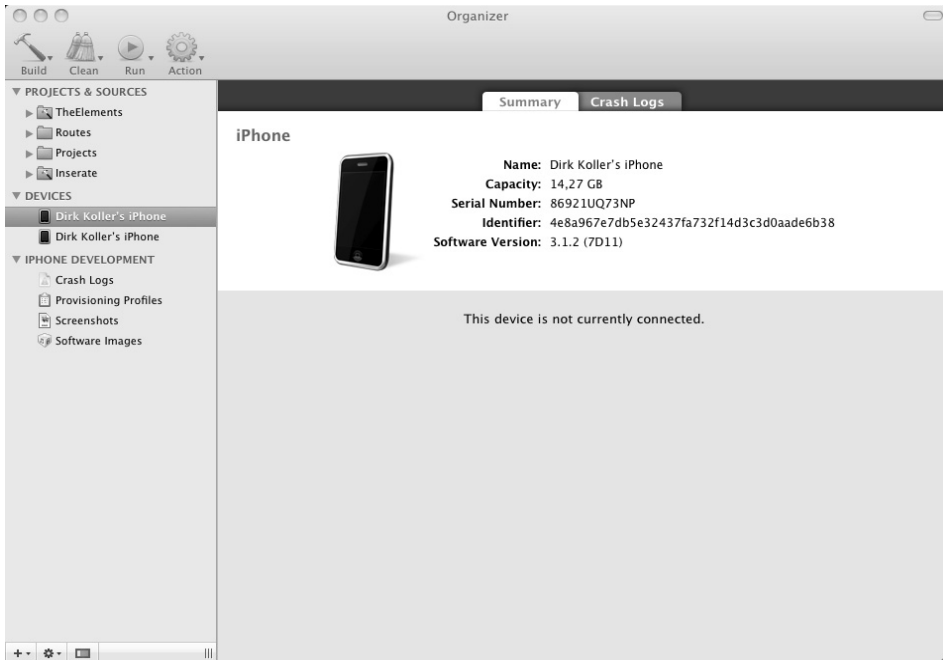 Organizer
Build Clean Run Action
PROJECTS & SOURCES
TheElements
Routes
Projects
Inserate
DEVICES
Dirk Koller's iPhone
Dirk Koller's iPhone
IPHONE DEVELOPMENT
Crash Logs
Provisioning Profiles
Screenshots
Software Images
Summary Crash Logs
iPhone
Name: Dirk Koller's iPhone
Capacity: 14,27 GB
Serial Number: 86921UQ73NP
Identifier: 4e8a967e7db5e32437fa732f14d3c3d0aade6b38
Software Version: 3.1.2 (7D11)
This device is not currently connected.